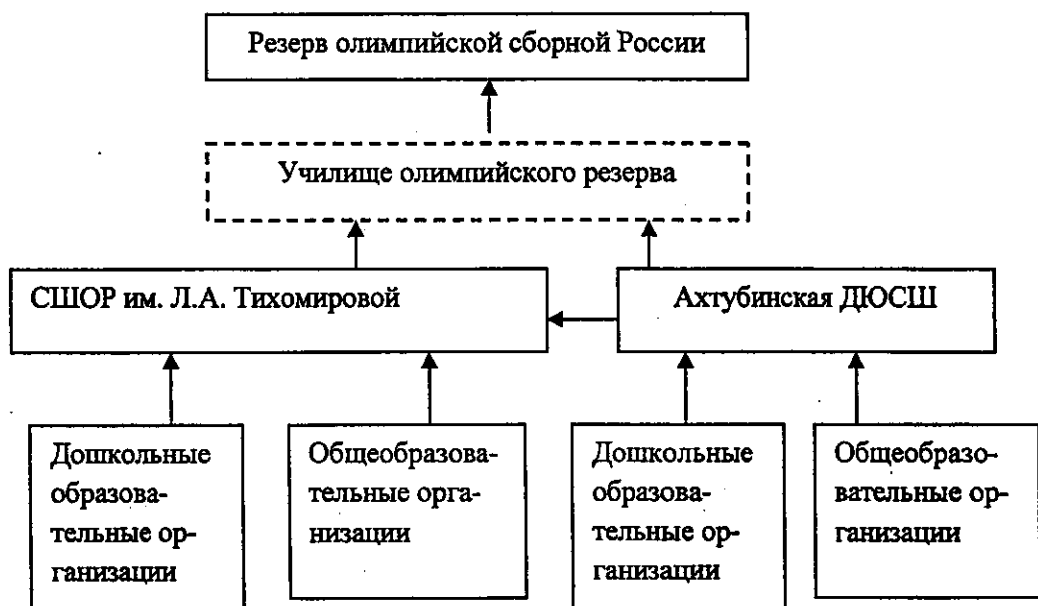 Резерв олимпийской сборной России
Училище олимпийского резерва
СШОР им. Л.А. Тихомировой
Ахтубинская ДЮСШ
Дошкольные
образова-
тельные ор-
ганизации
Общеобразова-
тельные орга-
низации
Дошкольные
образова-
тельные ор-
ганизации
Общеобразо-
вательные ор-
ганизации